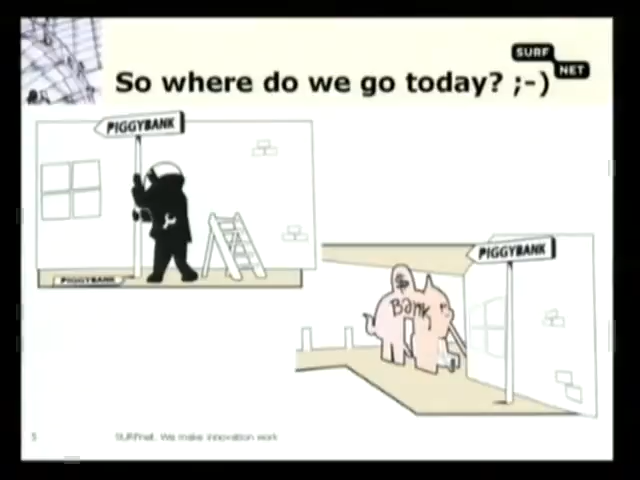 SURF
NET
So where do we go today? ;-)
PIGGYBANK
PIGGYBANK
PIGGYBANK
$
Bank
5
SURFnet. We make innovation work